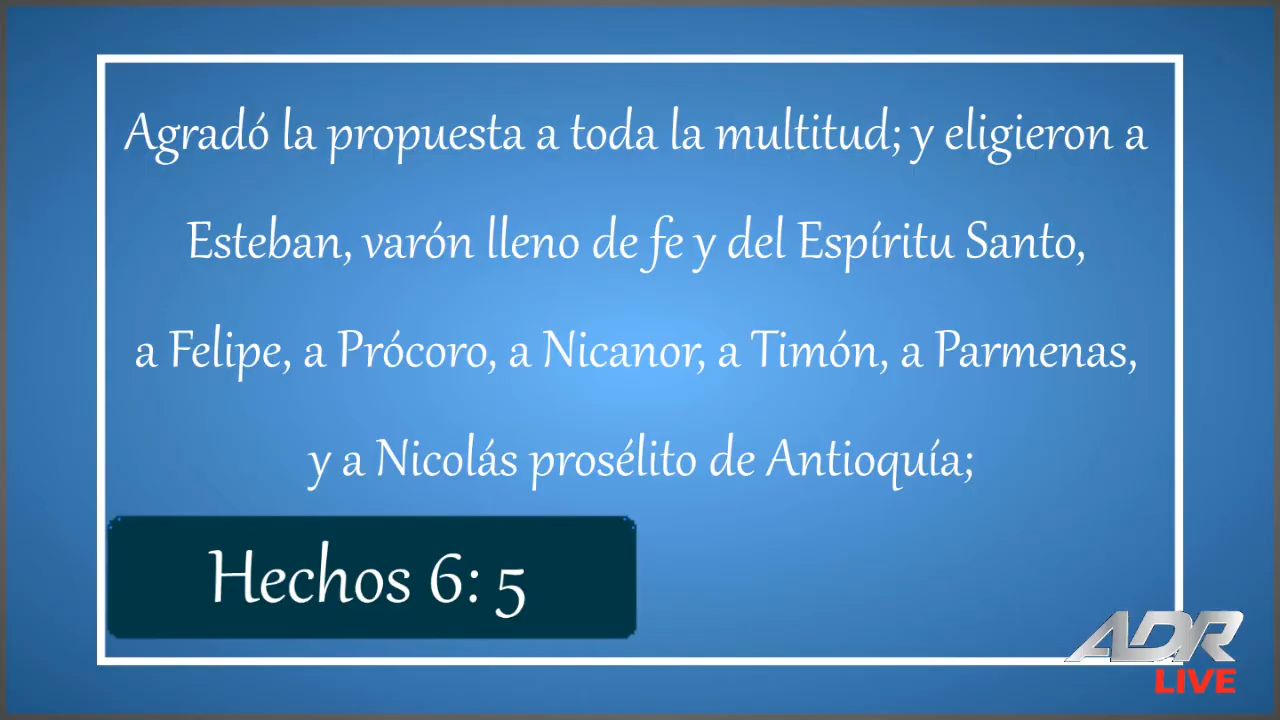 Agradó la propuesta a toda la multitud; y eligieron a
Esteban, varón lleno de fe y del Espíritu Santo,
a Felipe, a Prócoro, a Nicanor, a Timón, a Parmenas,
y a Nicolás prosélito de Antioquía;
Hechos 6: 5
ADR
LIVE